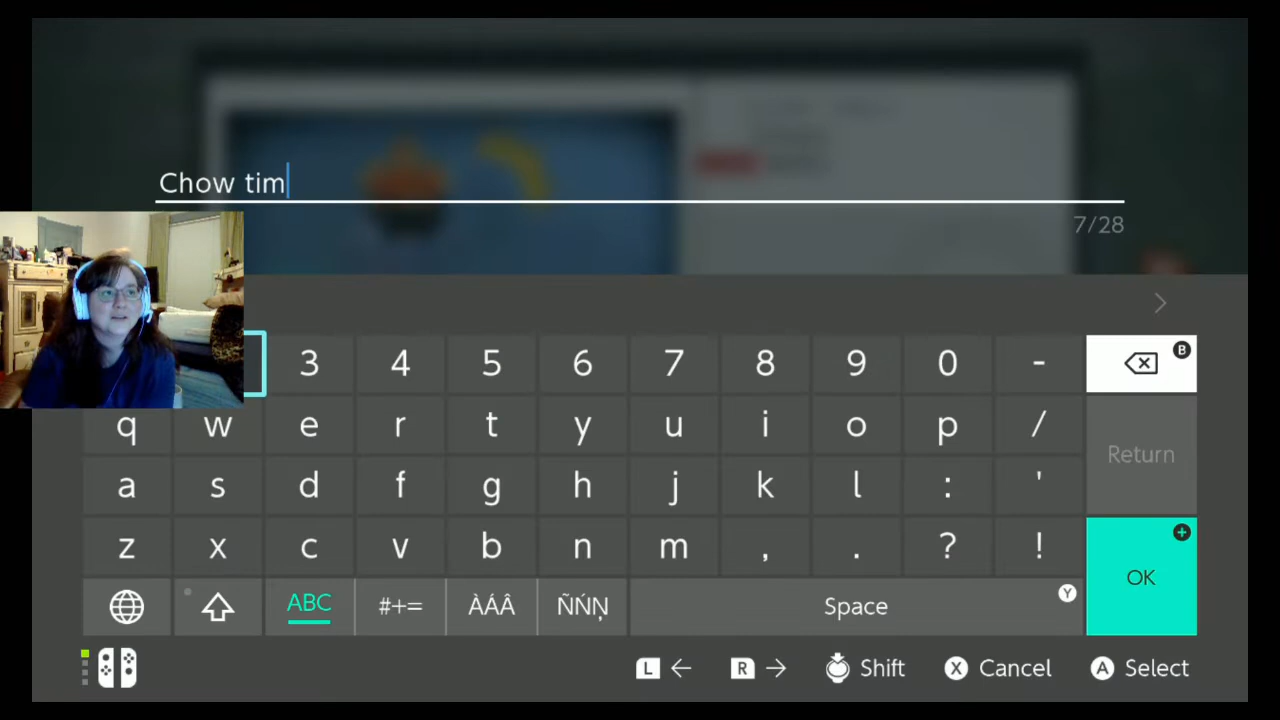 Chow tim
7/28
3 4 5 6 7 8 9 0 -
B
q w e r t y u i o p /
Return
a s d f g h j k l : '
z x c v b n m , . ? !
+
OK
ABC #+= ÀÁÂ ÑŃŅ Space
Y
L ← R → Shift X Cancel A Select